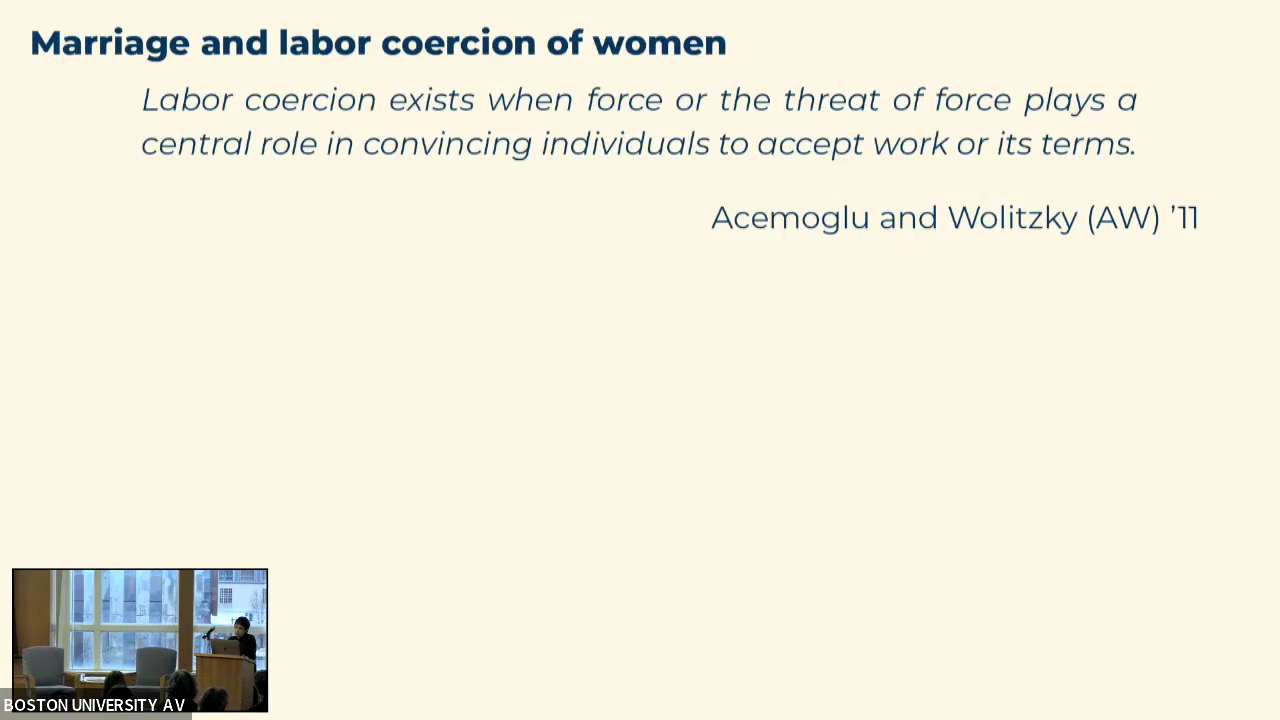 Marriage and labor coercion of women
Labor coercion exists when force or the threat of force plays a
central role in convincing individuals to accept work or its terms.
Acemoglu and Wolitzky (AW) ’11
BOSTON UNIVERSITY AV